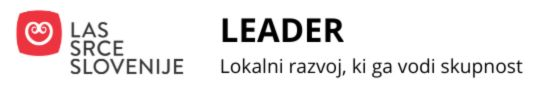 LAS
SRCE
SLOVENIJE
LEADER
Lokalni razvoj, ki ga vodi skupnost